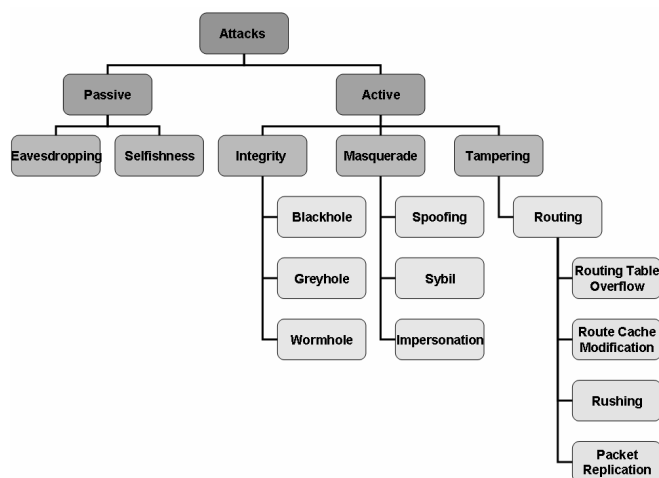 Attacks
Passive
Active
Eavesdropping
Selfishness
Integrity
Masquerade
Tampering
Blackhole
Spoofing
Routing
Greyhole
Sybil
Routing Table
Overflow
Wormhole
Impersonation
Route Cache
Modification
Rushing
Packet
Replication